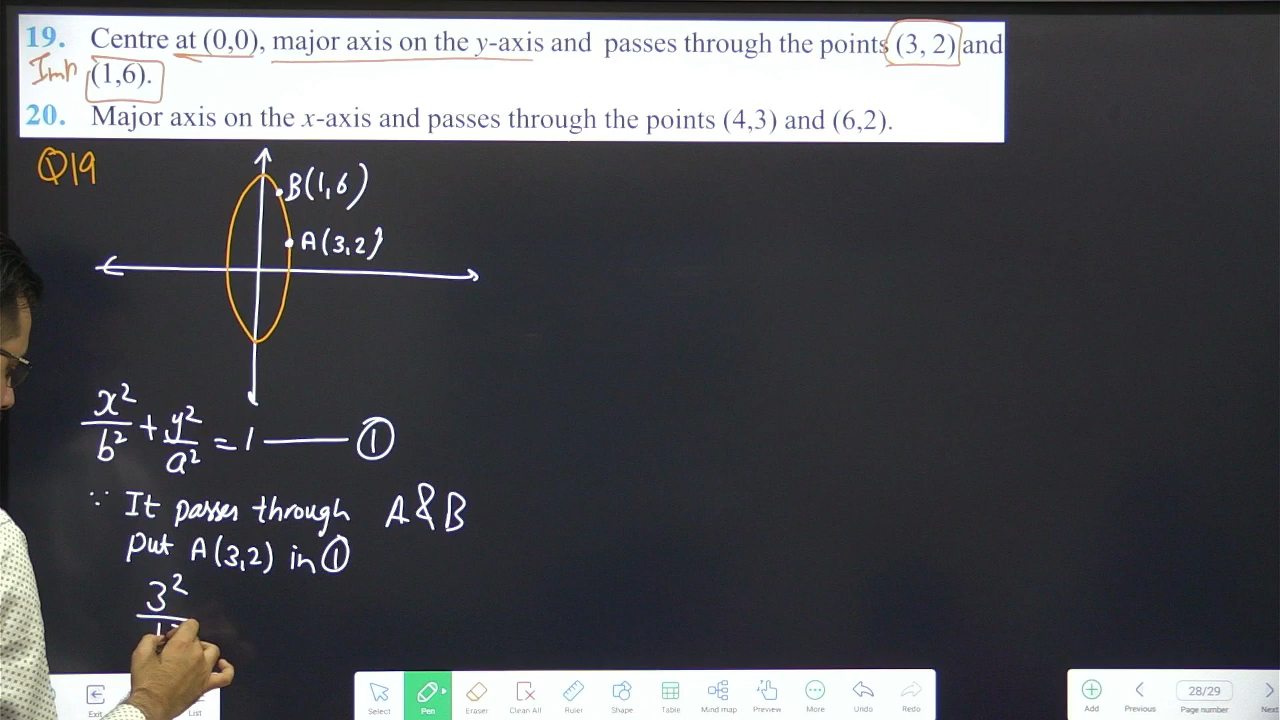 19. Centre at (0,0), major axis on the y-axis and passes through the points (3, 2) and
Imp (1,6).
20. Major axis on the x-axis and passes through the points (4,3) and (6,2).
Q19
B(1,6)
A(3,2)
x²/b² + y²/a² = 1 ——— ①
∵ It passes through A & B
put A(3,2) in ①
3²
Exit
List
Select
Pen
Eraser
Clean All
Ruler
Shape
Table
Mind map
Preview
More
Undo
Redo
Add
Previous
28/29
Page number
Next